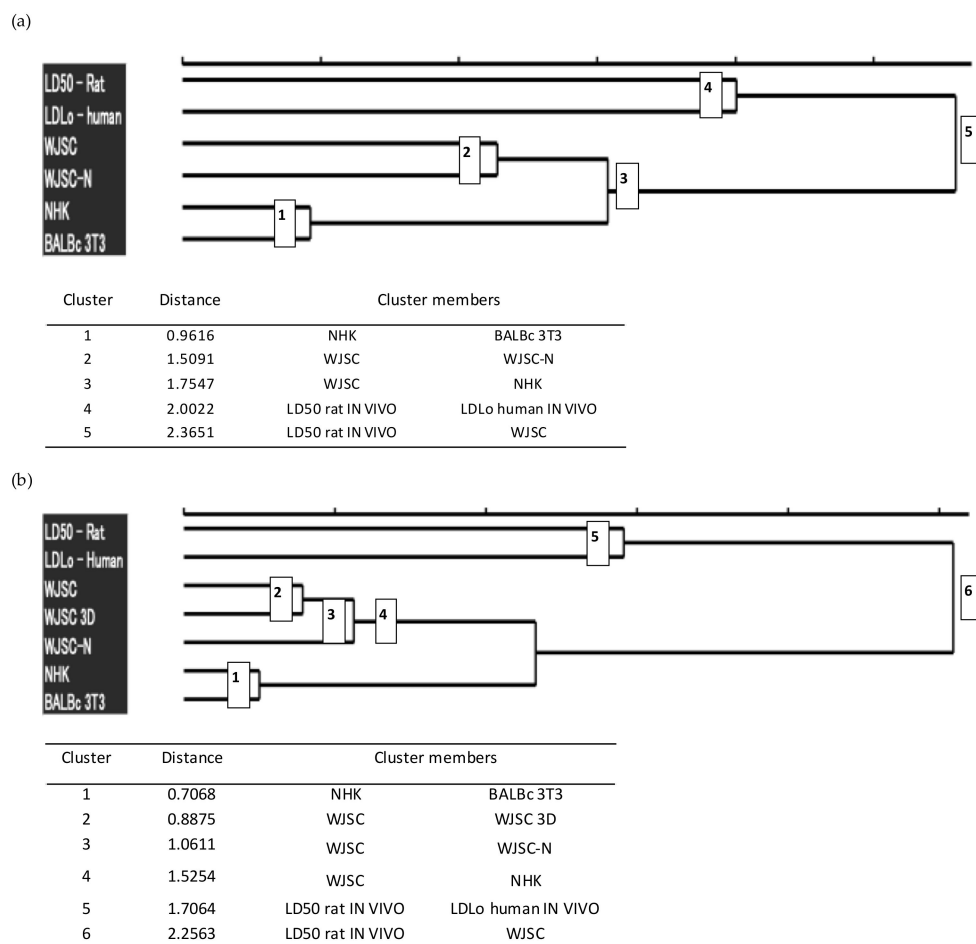 (a)
LD50 – Rat
LDLo – human
WJSC
WJSC-N
NHK
BALBc 3T3
4
5
2
3
1
Cluster Distance Cluster members
1 0.9616 NHK BALBc 3T3
2 1.5091 WJSC WJSC-N
3 1.7547 WJSC NHK
4 2.0022 LD50 rat IN VIVO LDLo human IN VIVO
5 2.3651 LD50 rat IN VIVO WJSC
(b)
LD50 – Rat
LDLo – Human
WJSC
WJSC 3D
WJSC-N
NHK
BALBc 3T3
5
6
2
3
4
1
Cluster Distance Cluster members
1 0.7068 NHK BALBc 3T3
2 0.8875 WJSC WJSC 3D
3 1.0611 WJSC WJSC-N
4 1.5254 WJSC NHK
5 1.7064 LD50 rat IN VIVO LDLo human IN VIVO
6 2.2563 LD50 rat IN VIVO WJSC